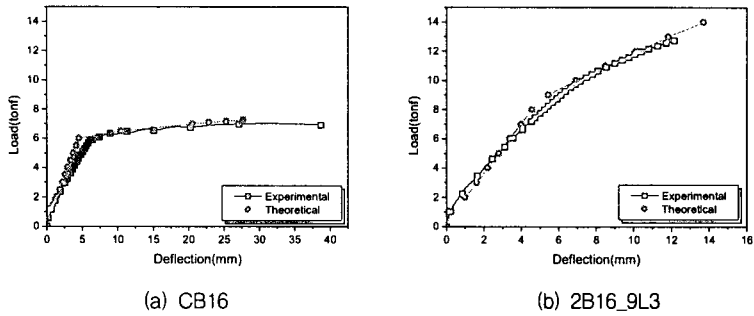 14
12
10
8
6
4
2
0
Load(tonf)
0 5 10 15 20 25 30 35 40
Deflection(mm)
Experimental
Theoretical
(a) CB16
14
12
10
8
6
4
2
0
Load(tonf)
0 2 4 6 8 10 12 14 16
Deflection(mm)
Experimental
Theoretical
(b) 2B16_9L3